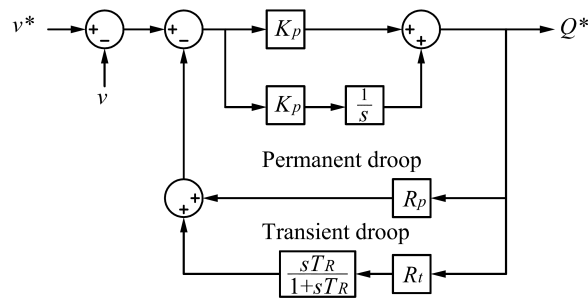 v* + − + − Kp + + Q*
v
Kp 1/s
Permanent droop
+ + Rp
Transient droop
sTR/1+sTR Rt